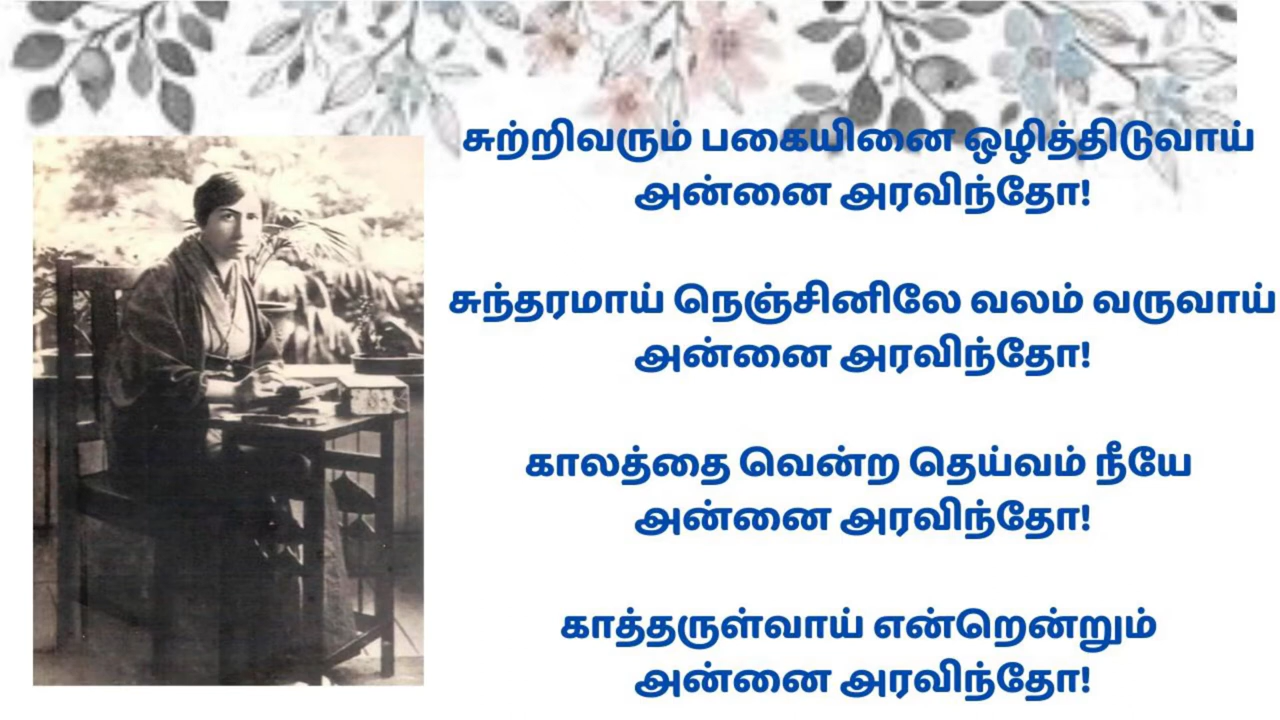 சுற்றிவரும் பகையினை ஒழித்திடுவாய்
அன்னை அரவிந்தோ!
சுந்தரமாய் நெஞ்சினிலே வலம் வருவாய்
அன்னை அரவிந்தோ!
காலத்தை வென்ற தெய்வம் நீயே
அன்னை அரவிந்தோ!
காத்தருள்வாய் என்றென்றும்
அன்னை அரவிந்தோ!